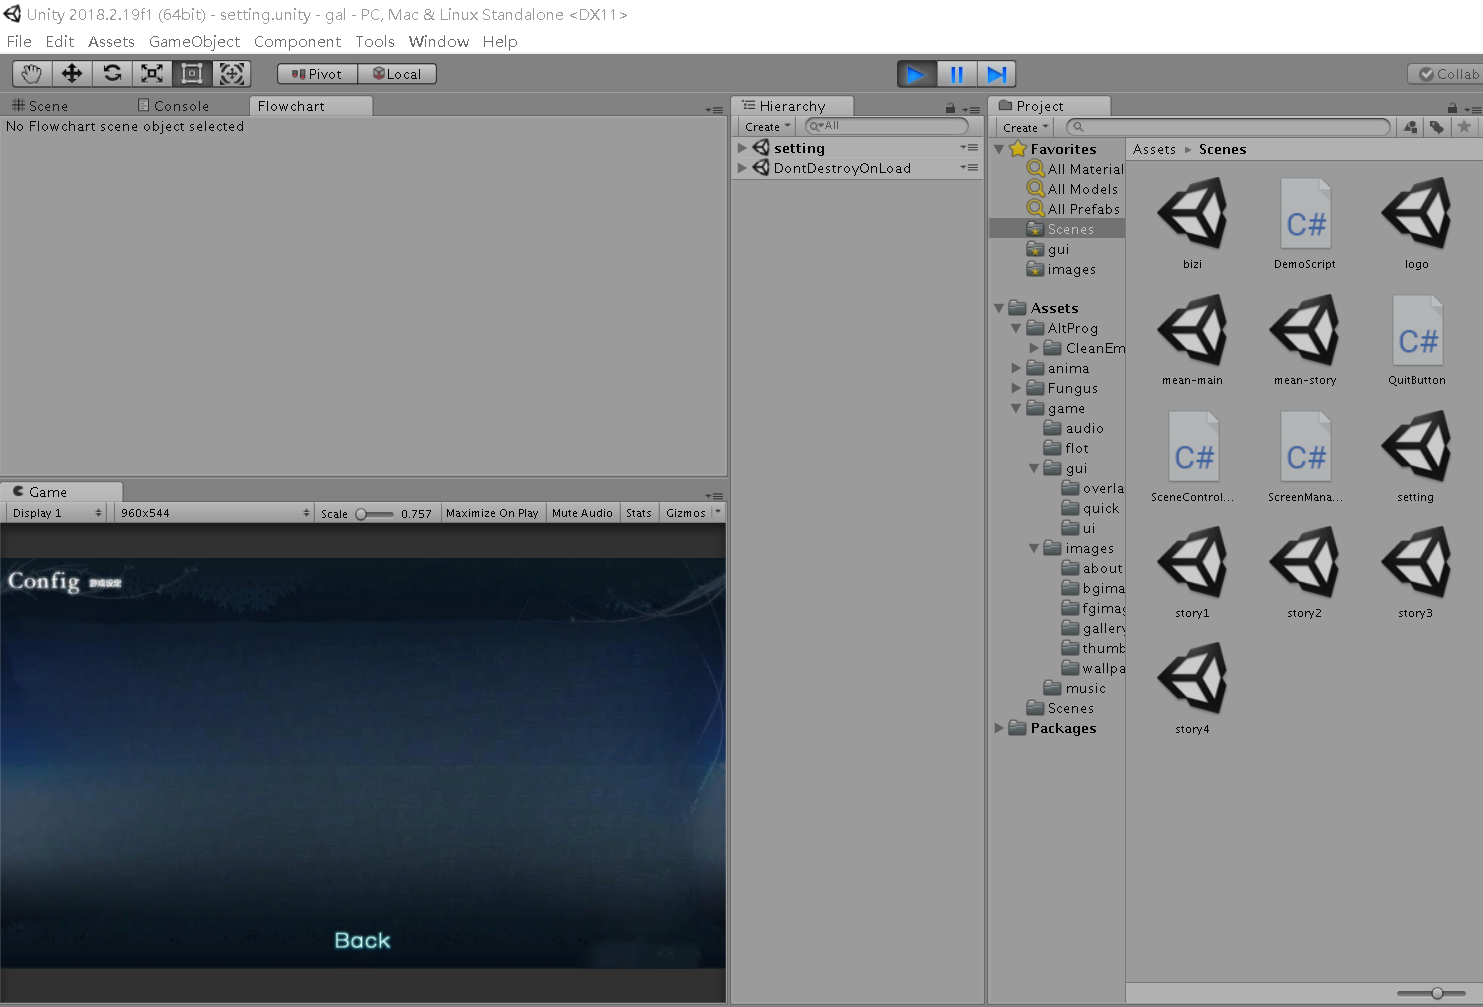 Unity 2018.2.19f1 (64bit) - setting.unity - gal - PC, Mac & Linux Standalone <DX11>
File Edit Assets GameObject Component Tools Window Help
Pivot Local
Collab
Scene Console Flowchart
No Flowchart scene object selected
Hierarchy
Create All
setting
DontDestroyOnLoad
Project
Create
Favorites
All Material
All Models
All Prefabs
Scenes
gui
images
Assets
AltProg
CleanEm
anima
Fungus
game
audio
flot
gui
overla
quick
ui
images
about
bgima
fgimag
gallery
thumb
wallpa
music
Scenes
Packages
Assets Scenes
bizi DemoScript logo
mean-main mean-story QuitButton
SceneControl... ScreenMana... setting
story1 story2 story3
story4
Game
Display 1 960x544 Scale 0.757 Maximize On Play Mute Audio Stats Gizmos
Config 游戏设定
Back